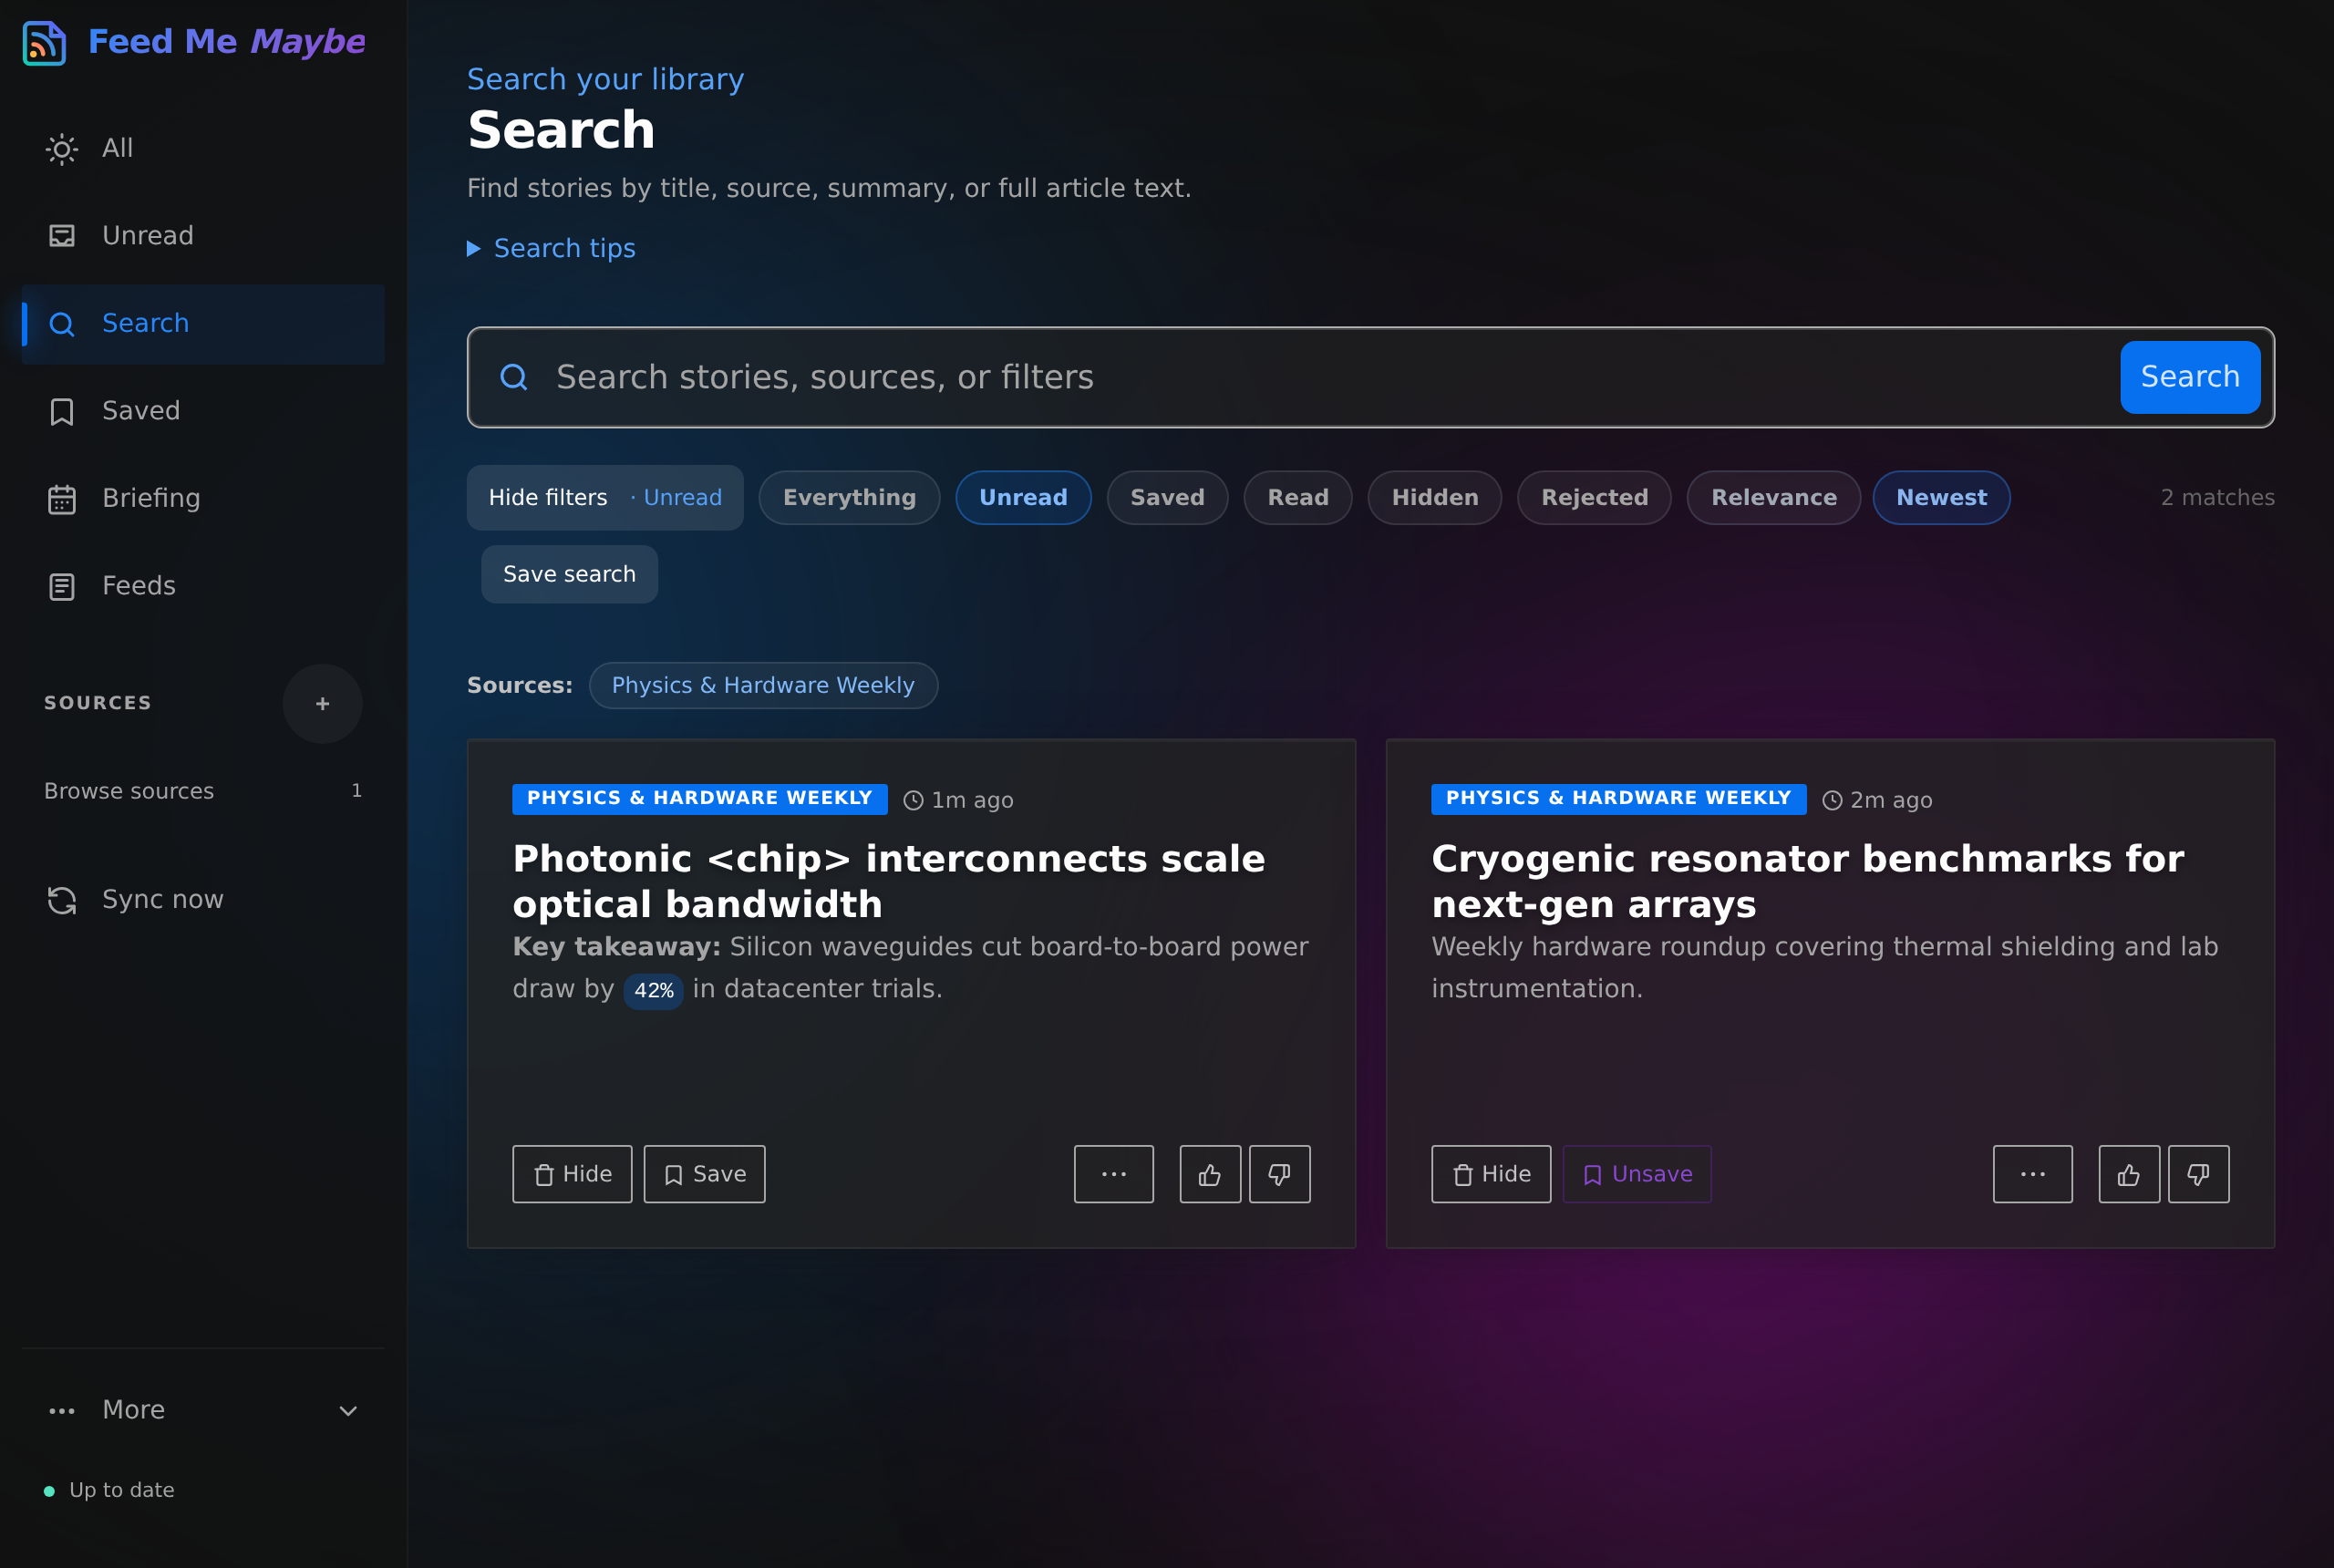 Feed Me Maybe
All
Unread
Search
Saved
Briefing
Feeds
SOURCES
+
Browse sources 1
Sync now
More
Up to date
Search your library
Search
Find stories by title, source, summary, or full article text.
Search tips
Search stories, sources, or filters
Search
Hide filters · Unread Everything Unread Saved Read Hidden Rejected Relevance Newest 2 matches
Save search
Sources: Physics & Hardware Weekly
PHYSICS & HARDWARE WEEKLY 1m ago
Photonic <chip> interconnects scale
optical bandwidth
Key takeaway: Silicon waveguides cut board-to-board power
draw by 42% in datacenter trials.
Hide Save ...
PHYSICS & HARDWARE WEEKLY 2m ago
Cryogenic resonator benchmarks for
next-gen arrays
Weekly hardware roundup covering thermal shielding and lab
instrumentation.
Hide Unsave ...